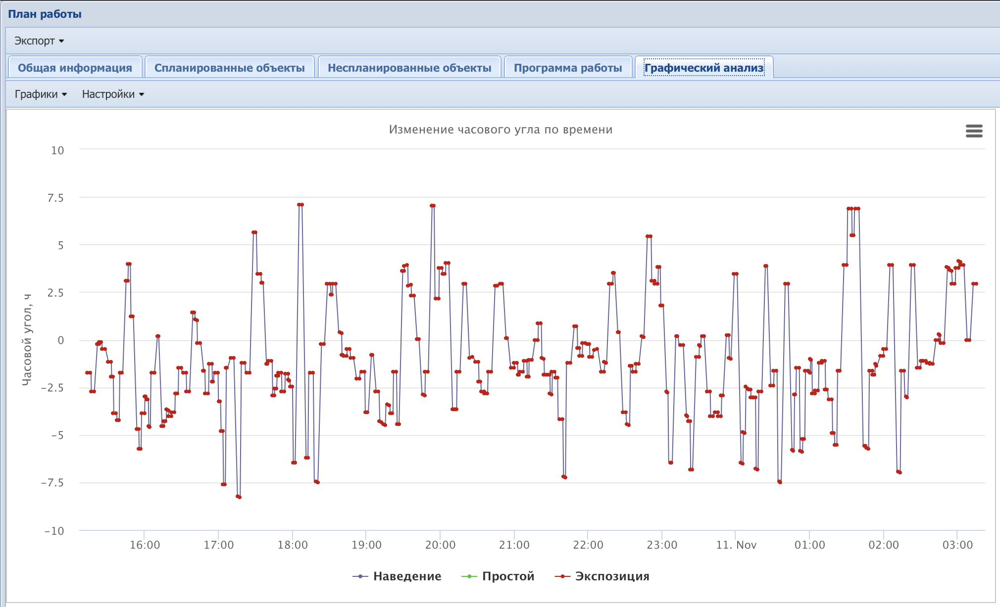 План работы
Экспорт
Общая информация
Спланированные объекты
Неспланированные объекты
Программа работы
Графический анализ
Графики
Настройки
Изменение часового угла по времени
Часовой угол, ч
10
7.5
5
2.5
0
−2.5
−5
−7.5
−10
16:00
17:00
18:00
19:00
20:00
21:00
22:00
23:00
11. Nov
01:00
02:00
03:00
Наведение
Простой
Экспозиция